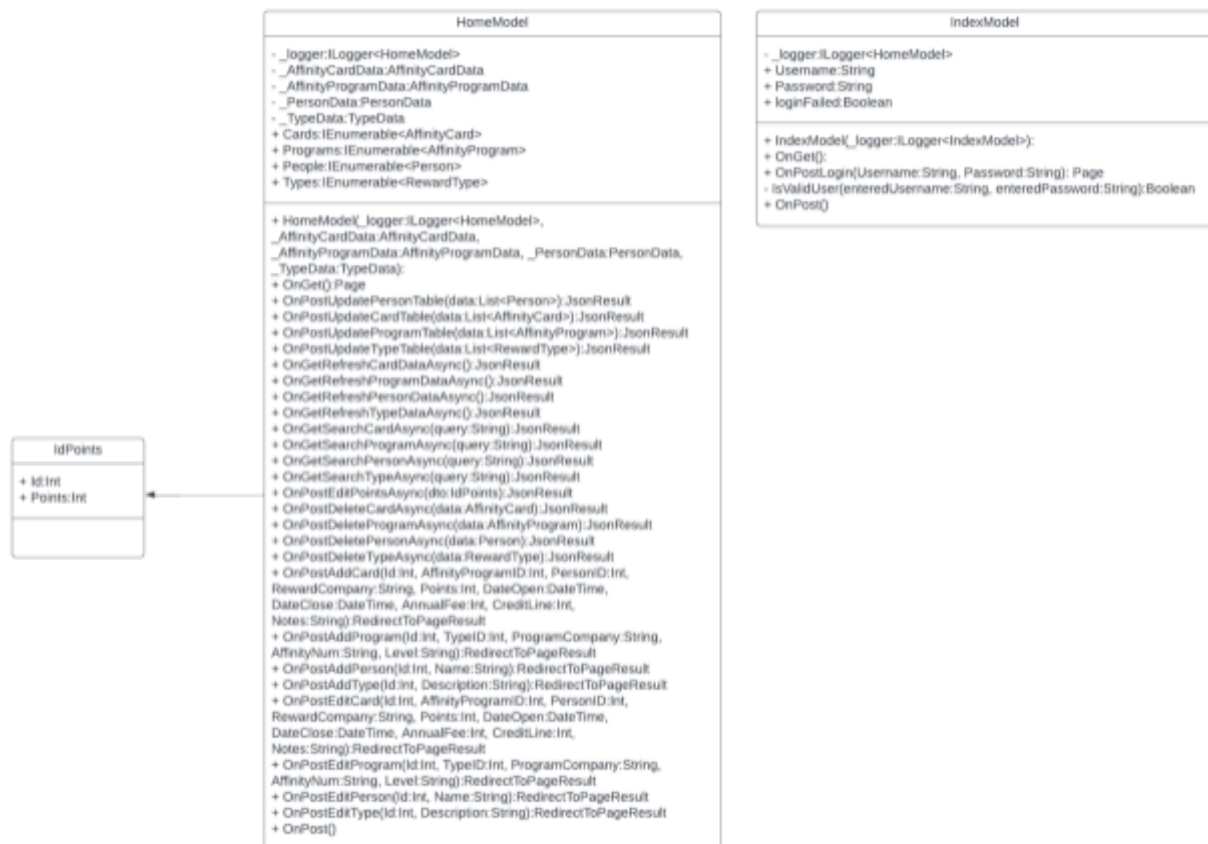 HomeModel
- _logger:ILogger<HomeModel>
- _AffinityCardData:AffinityCardData
- _AffinityProgramData:AffinityProgramData
- _PersonData:PersonData
- _TypeData:TypeData
+ Cards:IEnumerable<AffinityCard>
+ Programs:IEnumerable<AffinityProgram>
+ People:IEnumerable<Person>
+ Types:IEnumerable<RewardType>
+ HomeModel(_logger:ILogger<HomeModel>,
_AffinityCardData:AffinityCardData,
_AffinityProgramData:AffinityProgramData, _PersonData:PersonData,
_TypeData:TypeData):
+ OnGet():Page
+ OnPostUpdatePersonTable(data:List<Person>):JsonResult
+ OnPostUpdateCardTable(data:List<AffinityCard>):JsonResult
+ OnPostUpdateProgramTable(data:List<AffinityProgram>):JsonResult
+ OnPostUpdateTypeTable(data:List<RewardType>):JsonResult
+ OnGetRefreshCardDataAsync():JsonResult
+ OnGetRefreshProgramDataAsync():JsonResult
+ OnGetRefreshPersonDataAsync():JsonResult
+ OnGetRefreshTypeDataAsync():JsonResult
+ OnGetSearchCardAsync(query:String):JsonResult
+ OnGetSearchProgramAsync(query:String):JsonResult
+ OnGetSearchPersonAsync(query:String):JsonResult
+ OnGetSearchTypeAsync(query:String):JsonResult
+ OnPostEditPointsAsync(dto:IdPoints):JsonResult
+ OnPostDeleteCardAsync(data:AffinityCard):JsonResult
+ OnPostDeleteProgramAsync(data:AffinityProgram):JsonResult
+ OnPostDeletePersonAsync(data:Person):JsonResult
+ OnPostDeleteTypeAsync(data:RewardType):JsonResult
+ OnPostAddCard(Id:Int, AffinityProgramID:Int, PersonID:Int,
RewardCompany:String, Points:Int, DateOpen:DateTime,
DateClose:DateTime, AnnualFee:Int, CreditLine:Int,
Notes:String):RedirectToPageResult
+ OnPostAddProgram(Id:Int, TypeID:Int, ProgramCompany:String,
AffinityNum:String, Level:String):RedirectToPageResult
+ OnPostAddPerson(Id:Int, Name:String):RedirectToPageResult
+ OnPostAddType(Id:Int, Description:String):RedirectToPageResult
+ OnPostEditCard(Id:Int, AffinityProgramID:Int, PersonID:Int,
RewardCompany:String, Points:Int, DateOpen:DateTime,
DateClose:DateTime, AnnualFee:Int, CreditLine:Int,
Notes:String):RedirectToPageResult
+ OnPostEditProgram(Id:Int, TypeID:Int, ProgramCompany:String,
AffinityNum:String, Level:String):RedirectToPageResult
+ OnPostEditPerson(Id:Int, Name:String):RedirectToPageResult
+ OnPostEditType(Id:Int, Description:String):RedirectToPageResult
+ OnPost()
IndexModel
- _logger:ILogger<HomeModel>
+ Username:String
+ Password:String
+ loginFailed:Boolean
+ IndexModel(_logger:ILogger<IndexModel>):
+ OnGet():
+ OnPostLogin(Username:String, Password:String): Page
- IsValidUser(enteredUsername:String, enteredPassword:String):Boolean
+ OnPost()
IdPoints
+ Id:Int
+ Points:Int